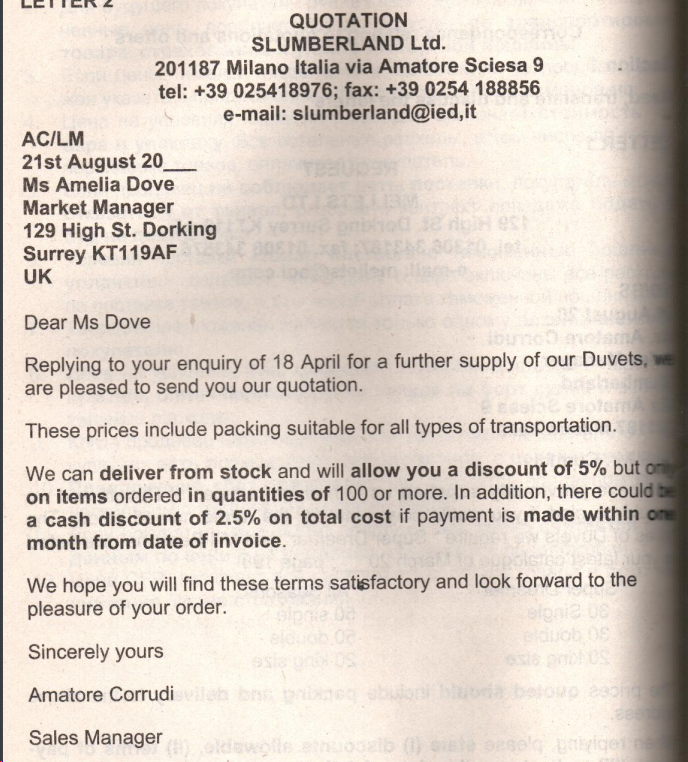 LETTER 2
QUOTATION
SLUMBERLAND Ltd.
201187 Milano Italia via Amatore Sciesa 9
tel: +39 025418976; fax: +39 0254 188856
e-mail: slumberland@ied,it
AC/LM
21st August 20___
Ms Amelia Dove
Market Manager
129 High St. Dorking
Surrey KT119AF
UK
Dear Ms Dove
Replying to your enquiry of 18 April for a further supply of our Duvets, we
are pleased to send you our quotation.
These prices include packing suitable for all types of transportation.
We can deliver from stock and will allow you a discount of 5% but only
on items ordered in quantities of 100 or more. In addition, there could be
a cash discount of 2.5% on total cost if payment is made within one
month from date of invoice.
We hope you will find these terms satisfactory and look forward to the
pleasure of your order.
Sincerely yours
Amatore Corrudi
Sales Manager